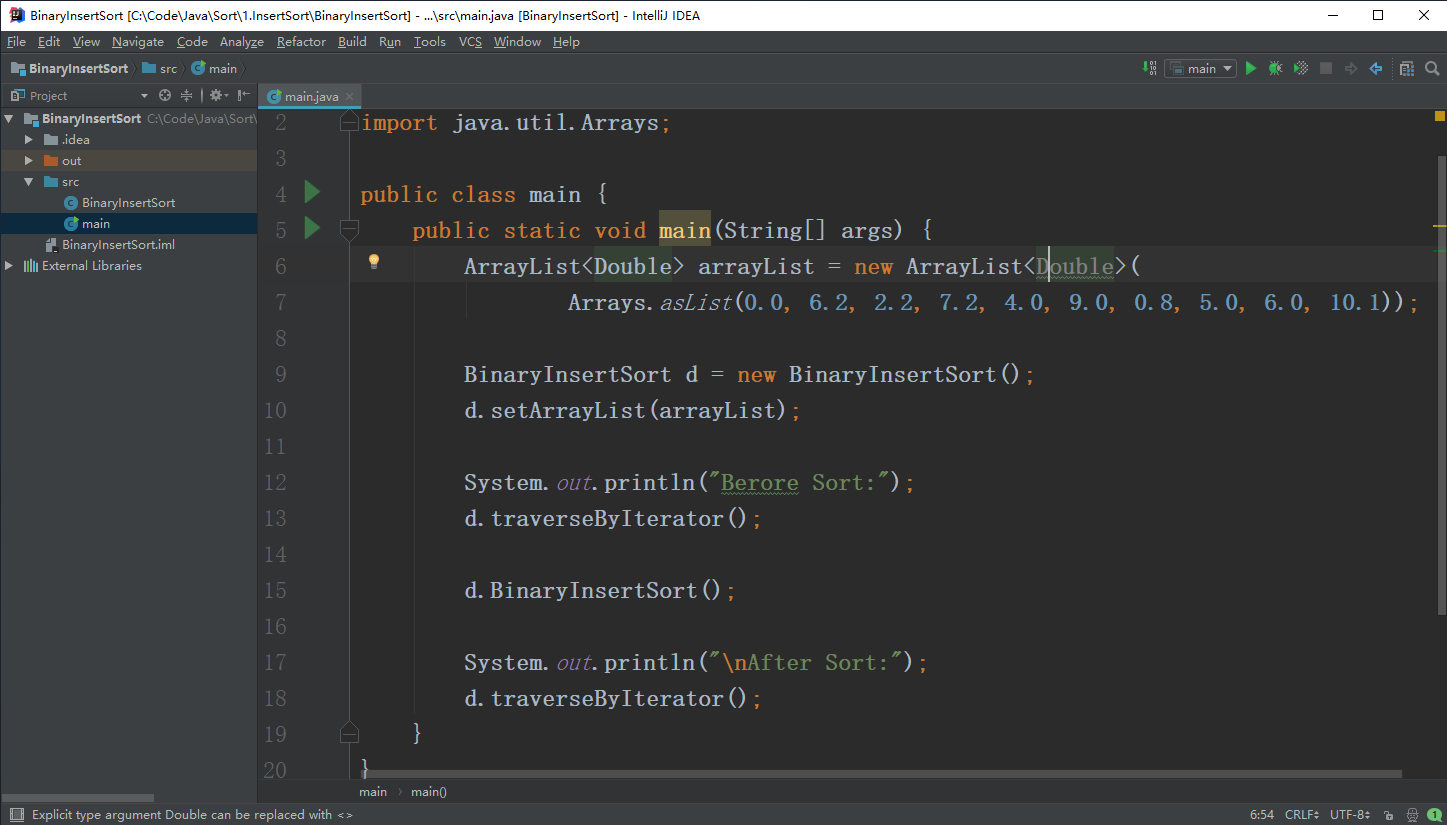 BinaryInsertSort [C:\Code\Java\Sort\1.InsertSort\BinaryInsertSort] - ...\src\main.java [BinaryInsertSort] - IntelliJ IDEA
File Edit View Navigate Code Analyze Refactor Build Run Tools VCS Window Help
BinaryInsertSort src main
main
Project
main.java
BinaryInsertSort C:\Code\Java\Sort\
.idea
out
src
BinaryInsertSort
main
BinaryInsertSort.iml
External Libraries
2 import java.util.Arrays;
3
4 public class main {
5 public static void main(String[] args) {
6 ArrayList<Double> arrayList = new ArrayList<Double>(
7 Arrays.asList(0.0, 6.2, 2.2, 7.2, 4.0, 9.0, 0.8, 5.0, 6.0, 10.1));
8
9 BinaryInsertSort d = new BinaryInsertSort();
10 d.setArrayList(arrayList);
11
12 System.out.println("Berore Sort:");
13 d.traverseByIterator();
14
15 d.BinaryInsertSort();
16
17 System.out.println("\nAfter Sort:");
18 d.traverseByIterator();
19 }
20 }
main main()
Explicit type argument Double can be replaced with <>
6:54 CRLF UTF-8 1